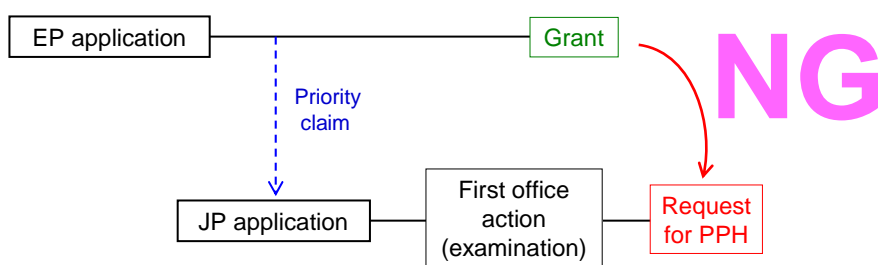 EP application
Grant
NG
Priority
claim
JP application
First office
action
(examination)
Request
for PPH